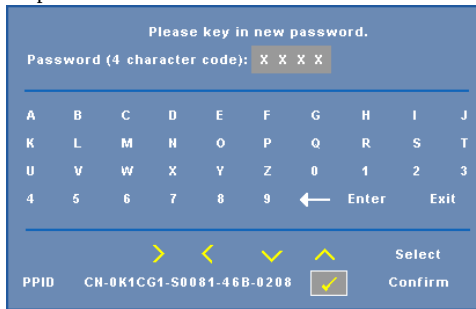 Please key in new password.
Password (4 character code): X X X X
A B C D E F G H I J
K L M N O P Q R S T
U V W X Y Z 0 1 2 3
4 5 6 7 8 9 Enter Exit
Select
PPID CN-0K1CG1-S0081-46B-0208 Confirm